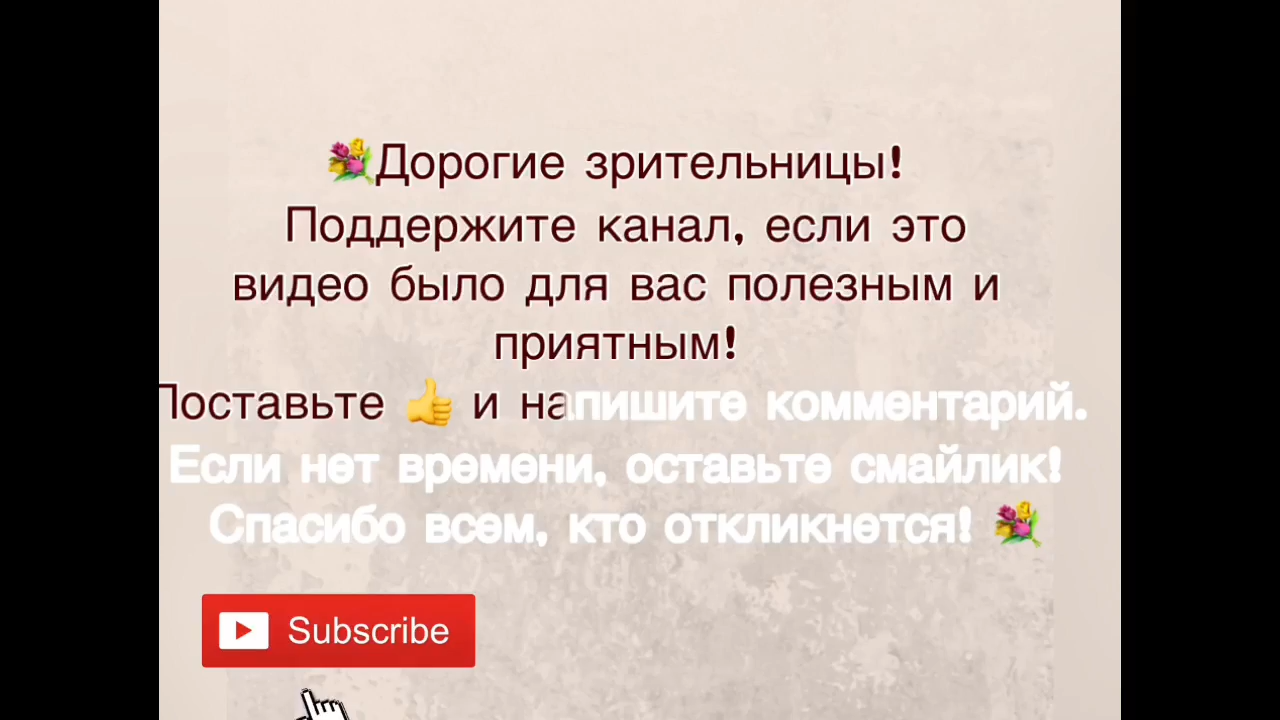 💐Дорогие зрительницы!
Поддержите канал, если это
видео было для вас полезным и
приятным!
Поставьте 👍 и напишите комментарий.
Если нет времени, оставьте смайлик!
Спасибо всем, кто откликнется! 💐
Subscribe